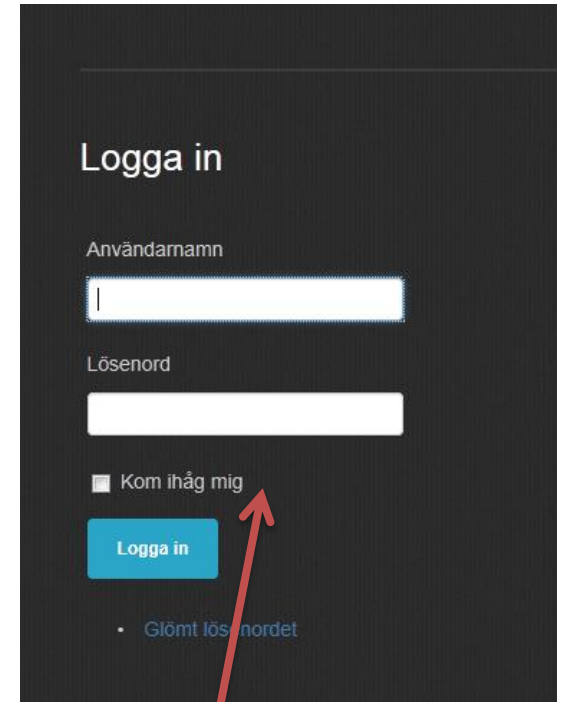 Logga in
Användarnamn
Lösenord
Kom ihåg mig
Logga in
Glömt lösenordet